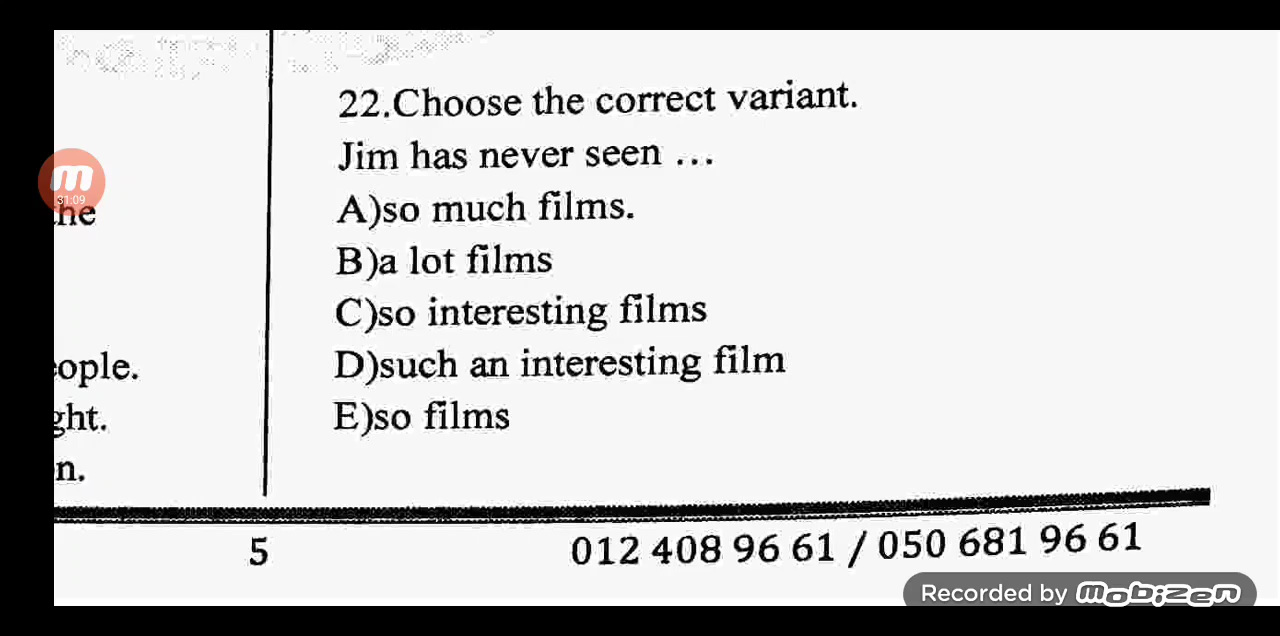 22.Choose the correct variant.
Jim has never seen ...
31:09
he
A)so much films.
B)a lot films
C)so interesting films
ople.
D)such an interesting film
ght.
E)so films
n.
5
012 408 96 61 / 050 681 96 61
Recorded by mobizen